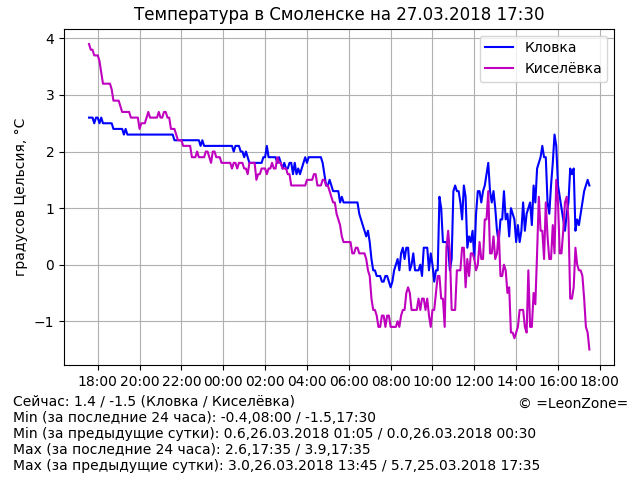 Температура в Смоленске на 27.03.2018 17:30
градусов Цельсия, °C
4
3
2
1
0
−1
Кловка
Киселёвка
18:00 20:00 22:00 00:00 02:00 04:00 06:00 08:00 10:00 12:00 14:00 16:00 18:00
Сейчас: 1.4 / -1.5 (Кловка / Киселёвка)
© =LeonZone=
Min (за последние 24 часа): -0.4,08:00 / -1.5,17:30
Min (за предыдущие сутки): 0.6,26.03.2018 01:05 / 0.0,26.03.2018 00:30
Max (за последние 24 часа): 2.6,17:35 / 3.9,17:35
Max (за предыдущие сутки): 3.0,26.03.2018 13:45 / 5.7,25.03.2018 17:35